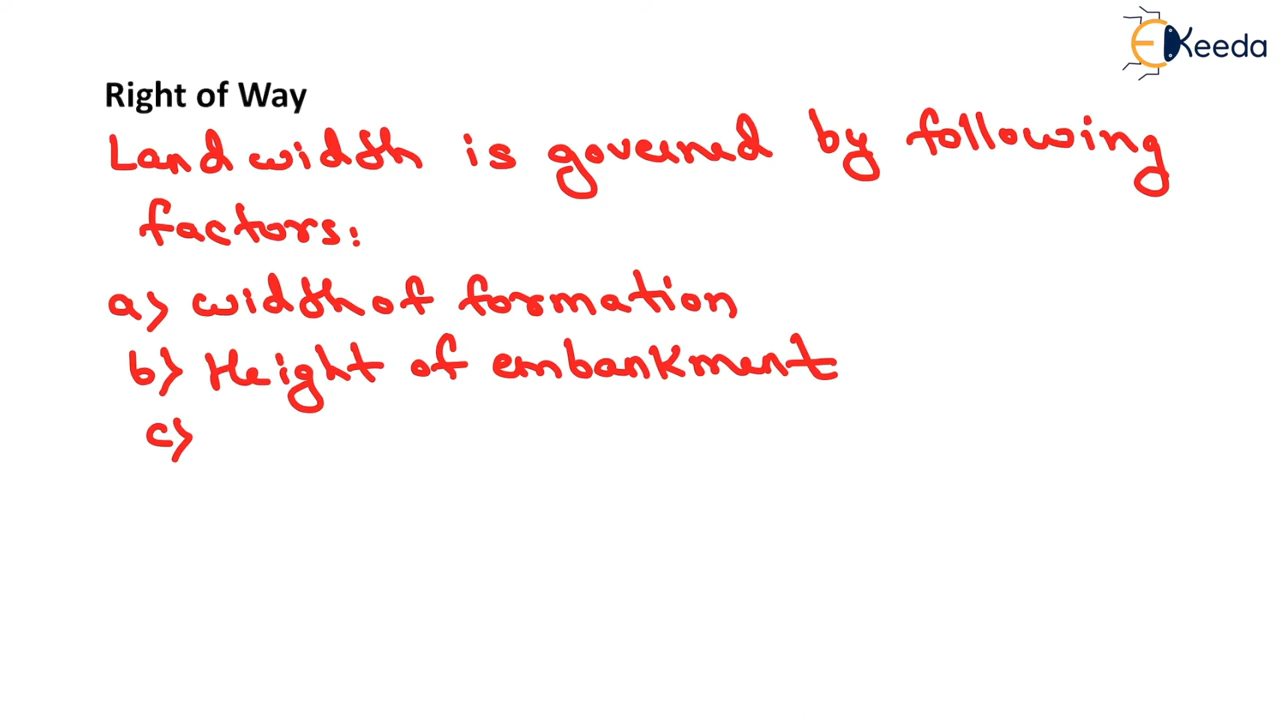 EKeeda
Right of Way
Land width is governed by following
factors:
a) width of formation
b) Height of embankment
c)